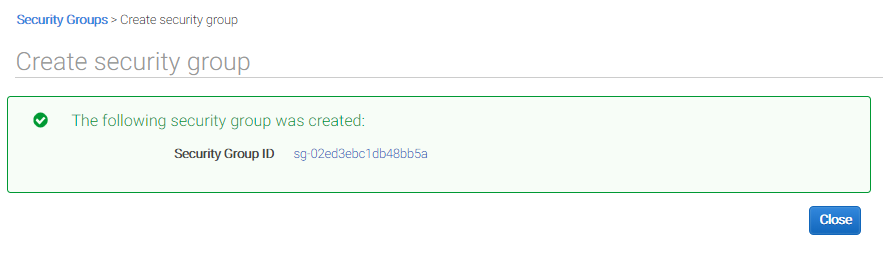 Security Groups > Create security group
Create security group
The following security group was created:
Security Group ID sg-02ed3ebc1db48bb5a
Close